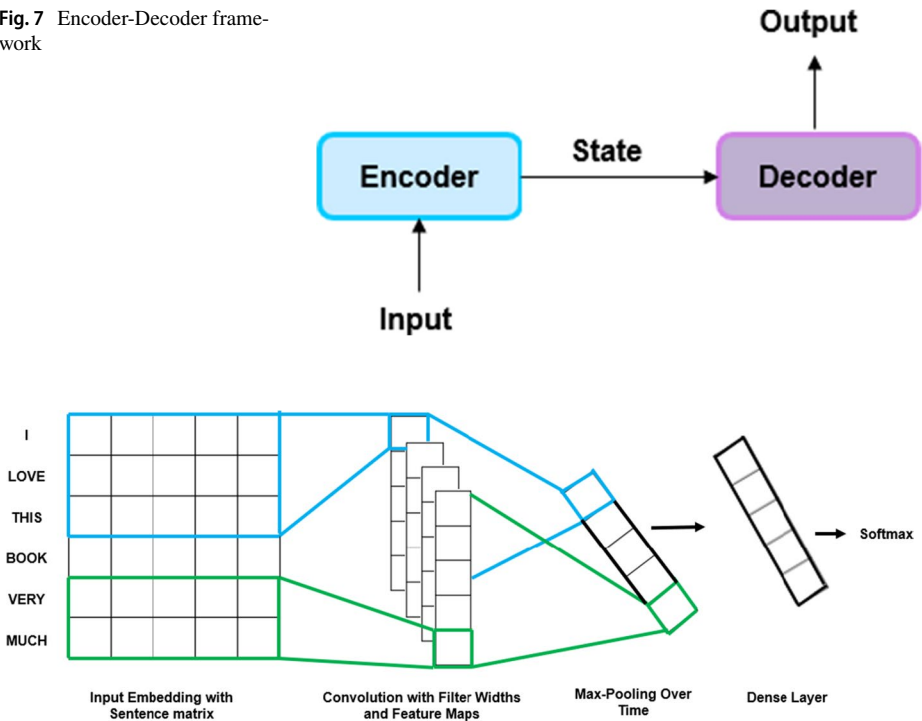 Fig. 7 Encoder-Decoder frame-
work
Output
Encoder
State
Decoder
Input
I
LOVE
THIS
BOOK
VERY
MUCH
Softmax
Input Embedding with
Sentence matrix
Convolution with Filter Widths
and Feature Maps
Max-Pooling Over
Time
Dense Layer